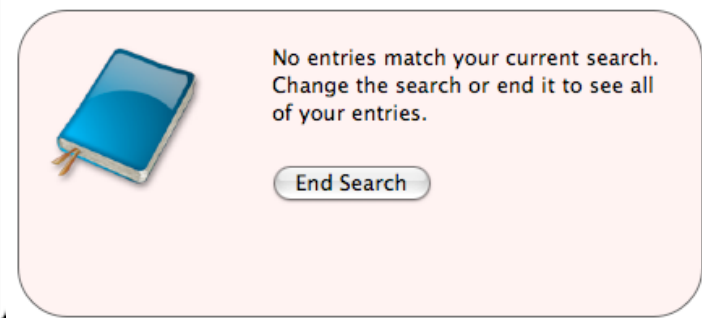 No entries match your current search.
Change the search or end it to see all
of your entries.
End Search